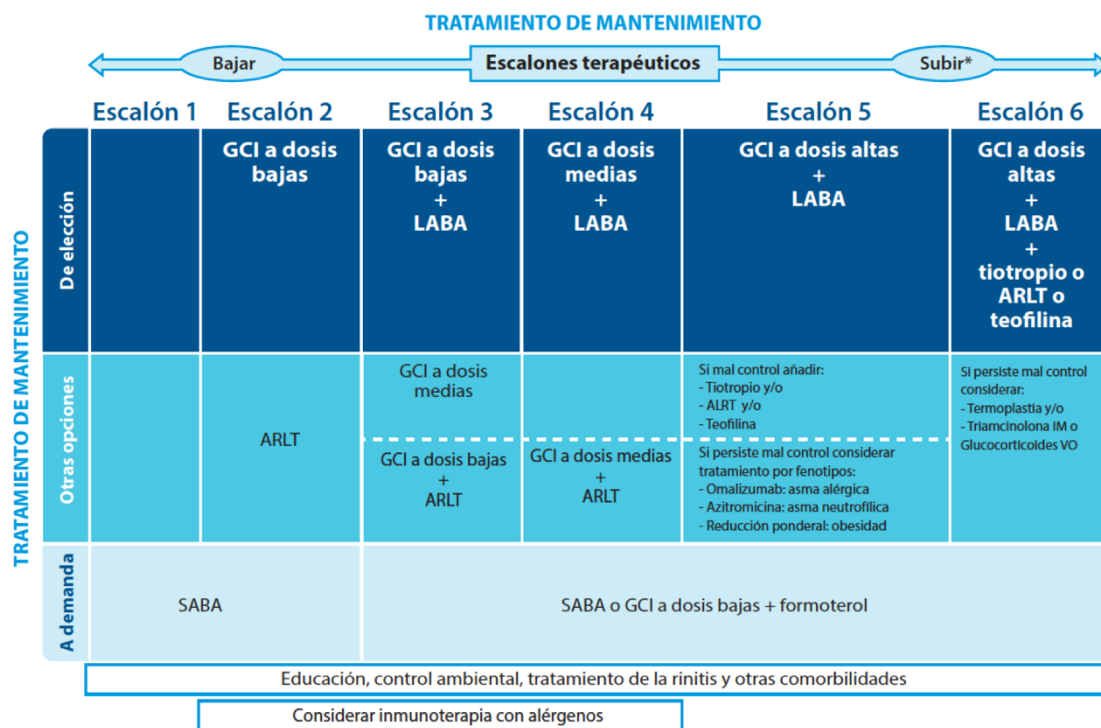 TRATAMIENTO DE MANTENIMIENTO
Bajar
Escalones terapéuticos
Subir*
Escalón 1
Escalón 2
Escalón 3
Escalón 4
Escalón 5
Escalón 6
TRATAMIENTO DE MANTENIMIENTO
De elección
GCI a dosis
bajas
GCI a dosis
bajas
+
LABA
GCI a dosis
medias
+
LABA
GCI a dosis altas
+
LABA
GCI a dosis
altas
+
LABA
+
tiotropio o
ARLT o
teofilina
Otras opciones
ARLT
GCI a dosis
medias
GCI a dosis bajas
+
ARLT
GCI a dosis medias
+
ARLT
Si mal control añadir:
- Tiotropio y/o
- ALRT y/o
- Teofilina
Si persiste mal control considerar
tratamiento por fenotipos:
- Omalizumab: asma alérgica
- Azitromicina: asma neutrofílica
- Reducción ponderal: obesidad
Si persiste mal control
considerar:
- Termoplastia y/o
- Triamcinolona IM o
Glucocorticoides VO
A demanda
SABA
SABA o GCI a dosis bajas + formoterol
Educación, control ambiental, tratamiento de la rinitis y otras comorbilidades
Considerar inmunoterapia con alérgenos